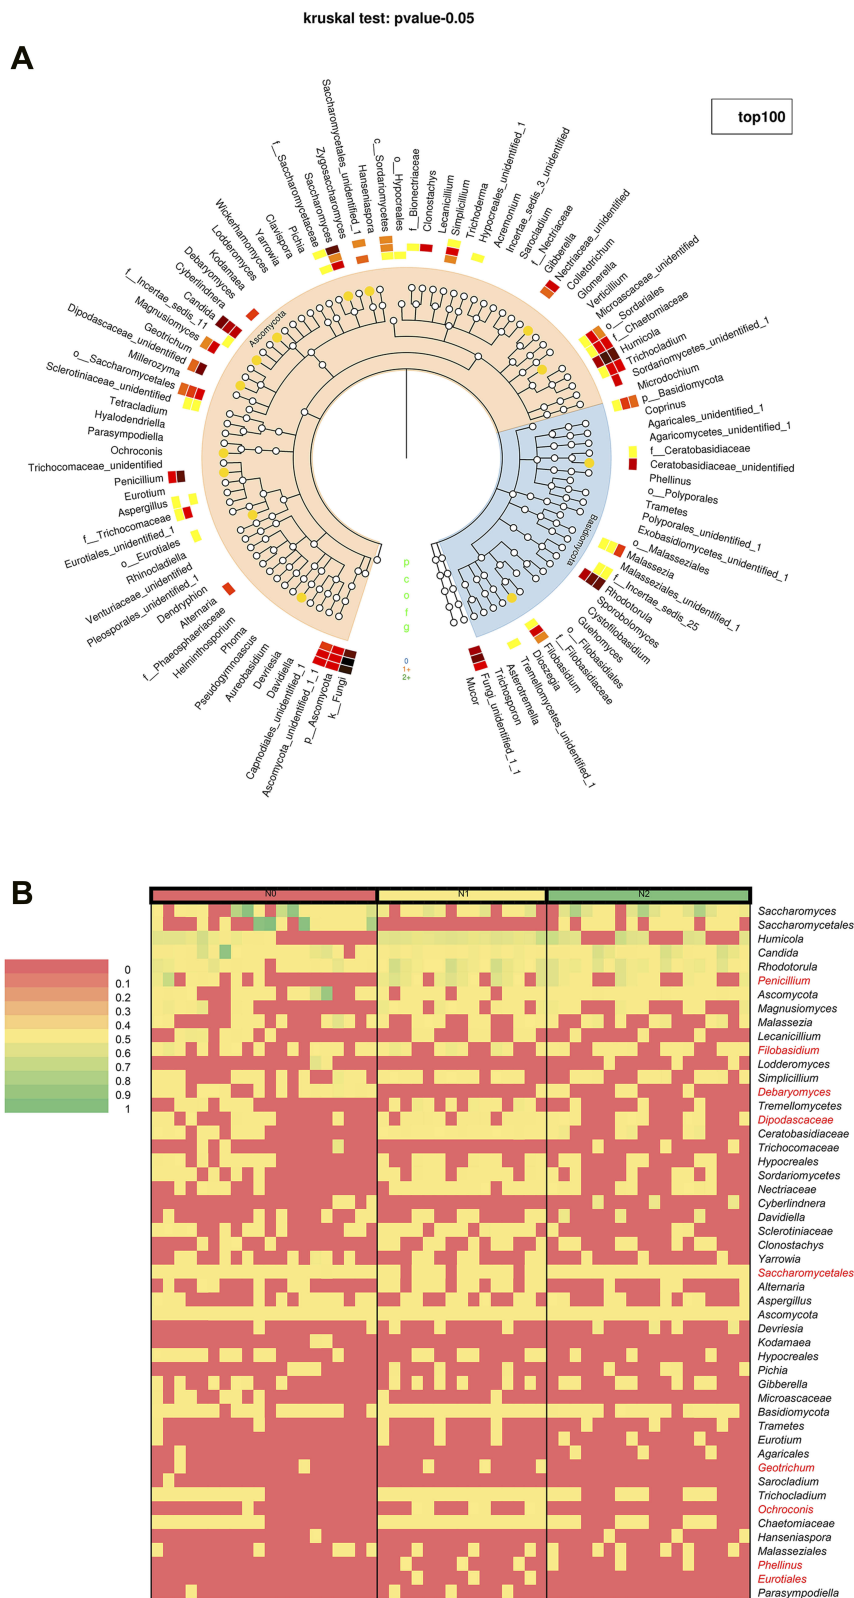 kruskal test: pvalue-0.05
A
top100
k__Fungi
p__Ascomycota
Ascomycota_unidentified_1_1
Capnodiales_unidentified_1
Davidiella
Devriesia
Aureobasidium
Pseudogymnoascus
Phoma
Helminthosporium
f__Phaeosphaeriaceae
Alternaria
Dendryphion
Pleosporales_unidentified_1
Venturiaceae_unidentified
Rhinocladiella
o__Eurotiales
Eurotiales_unidentified_1
f__Trichocomaceae
Aspergillus
Eurotium
Penicillium
Trichocomaceae_unidentified
Ochroconis
Parasympodiella
Hyalodendriella
Tetracladium
Sclerotiniaceae_unidentified
o__Saccharomycetales
Millerozyma
Dipodascaceae_unidentified
Geotrichum
Magnusiomyces
f__Incertae_sedis_11
Candida
Cyberlindnera
Debaryomyces
Kodamaea
Lodderomyces
Yarrowia
Wickerhamomyces
Clavispora
Pichia
f__Saccharomycetaceae
Saccharomyces
Zygosaccharomyces
Saccharomycetales_unidentified_1
Hanseniaspora
c__Sordariomycetes
o__Hypocreales
f__Bionectriaceae
Clonostachys
Lecanicillium
Simplicillium
Trichoderma
Hypocreales_unidentified_1
Acremonium
Incertae_sedis_3_unidentified
Sarocladium
f__Nectriaceae
Gibberella
Nectriaceae_unidentified
Colletotrichum
Glomerella
Verticillium
Microascaceae_unidentified
o__Sordariales
f__Chaetomiaceae
Humicola
Trichocladium
Sordariomycetes_unidentified_1
Microdochium
p__Basidiomycota
Coprinus
Agaricales_unidentified_1
Agaricomycetes_unidentified_1
f__Ceratobasidiaceae
Ceratobasidiaceae_unidentified
Phellinus
o__Polyporales
Trametes
Polyporales_unidentified_1
Exobasidiomycetes_unidentified_1
o__Malasseziales
Malassezia
Malasseziales_unidentified_1
f__Incertae_sedis_25
Rhodotorula
Sporobolomyces
Cystofilobasidium
Guehomyces
o__Filobasidiales
f__Filobasidiaceae
Filobasidium
Dioszegia
Tremellomycetes_unidentified_1
Asterotremella
Trichosporon
Fungi_unidentified_1_1
Mucor
Ascomycota
Basidiomycota
p
c
o
f
g
0
1+
2+
B
N0 N1 N2
0
0.1
0.2
0.3
0.4
0.5
0.6
0.7
0.8
0.9
1
Saccharomyces
Saccharomycetales
Humicola
Candida
Rhodotorula
Penicillium
Ascomycota
Magnusiomyces
Malassezia
Lecanicillium
Filobasidium
Lodderomyces
Simplicillium
Debaryomyces
Tremellomycetes
Dipodascaceae
Ceratobasidiaceae
Trichocomaceae
Hypocreales
Sordariomycetes
Nectriaceae
Cyberlindnera
Davidiella
Sclerotiniaceae
Clonostachys
Yarrowia
Saccharomycetales
Alternaria
Aspergillus
Ascomycota
Devriesia
Kodamaea
Hypocreales
Pichia
Gibberella
Microascaceae
Basidiomycota
Trametes
Eurotium
Agaricales
Geotrichum
Sarocladium
Trichocladium
Ochroconis
Chaetomiaceae
Hanseniaspora
Malasseziales
Phellinus
Eurotiales
Parasympodiella